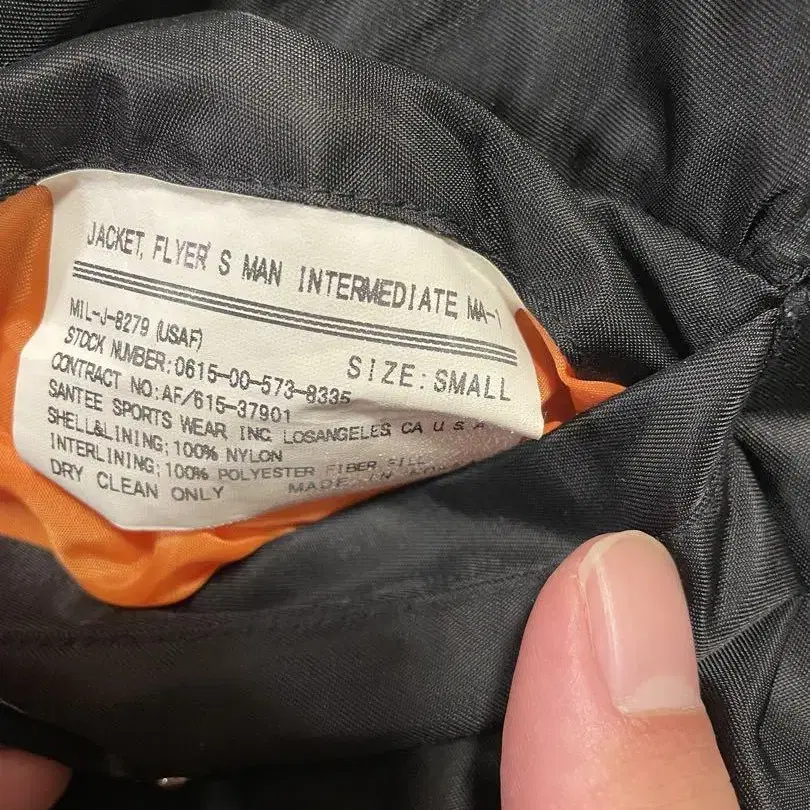 JACKET, FLYER'S MAN INTERMEDIATE MA-1
MIL-J-8279 (USAF)
STOCK NUMBER:0615-00-573-8335
SIZE:SMALL
CONTRACT NO:AF/615-37901
SANTEE SPORTS WEAR INC. LOSANGELES CA U S A
SHELL&LINING;100% NYLON
INTERLINING;100% POLYESTER FIBER
DRY CLEAN ONLY
MADE IN